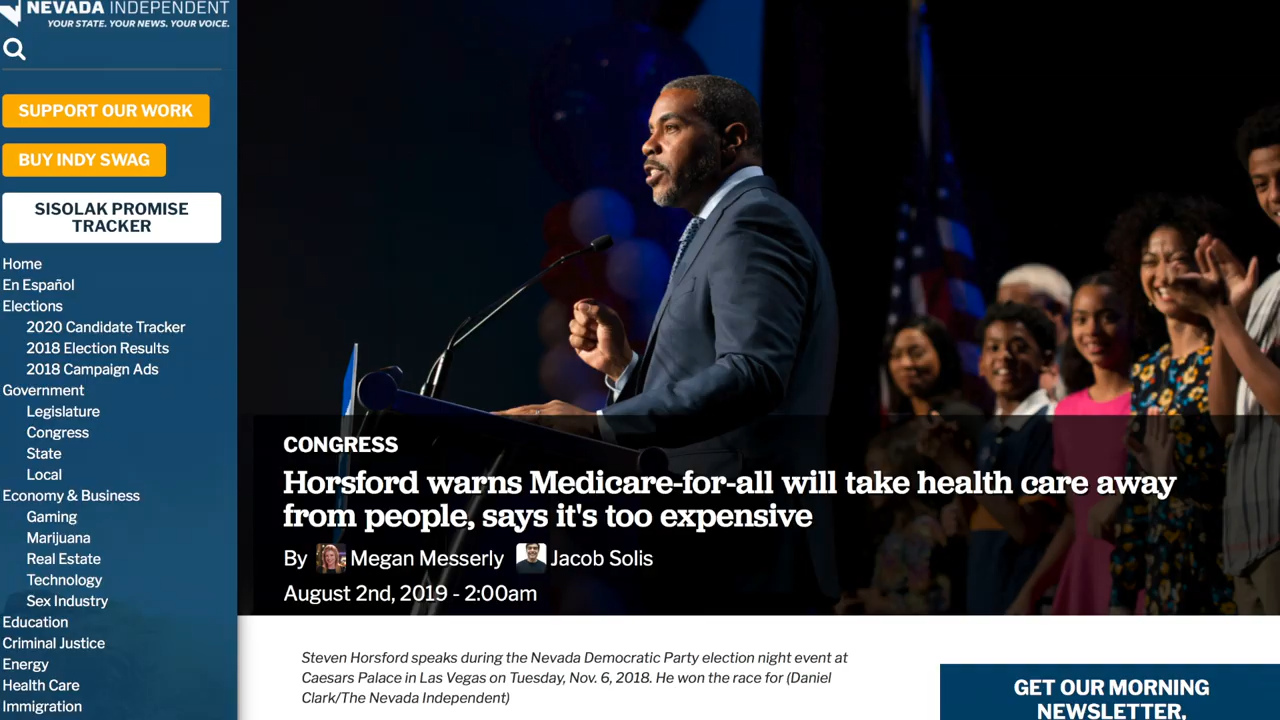 NEVADA INDEPENDENT
YOUR STATE. YOUR NEWS. YOUR VOICE.
SUPPORT OUR WORK
BUY INDY SWAG
SISOLAK PROMISE
TRACKER
Home
En Español
Elections
2020 Candidate Tracker
2018 Election Results
2018 Campaign Ads
Government
Legislature
Congress
State
Local
Economy & Business
Gaming
Marijuana
Real Estate
Technology
Sex Industry
Education
Criminal Justice
Energy
Health Care
Immigration
CONGRESS
Horsford warns Medicare-for-all will take health care away
from people, says it's too expensive
By Megan Messerly Jacob Solis
August 2nd, 2019 - 2:00am
Steven Horsford speaks during the Nevada Democratic Party election night event at
Caesars Palace in Las Vegas on Tuesday, Nov. 6, 2018. He won the race for (Daniel
Clark/The Nevada Independent)
GET OUR MORNING
NEWSLETTER,